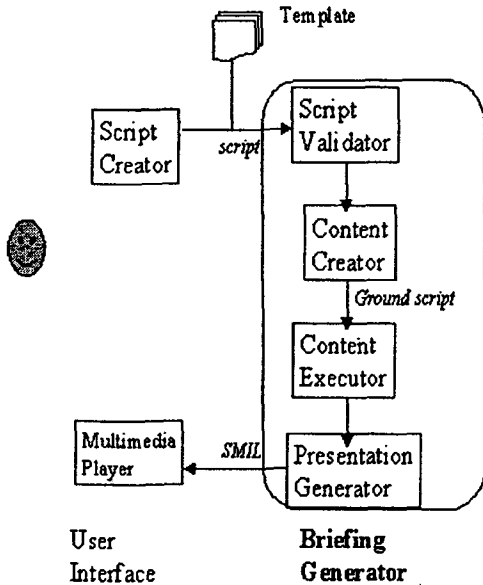 Template
Script
Creator
script
Script
Validator
Content
Creator
Ground script
Content
Executor
Multimedia
Player
SMIL
Presentation
Generator
User
Interface
Briefing
Generator